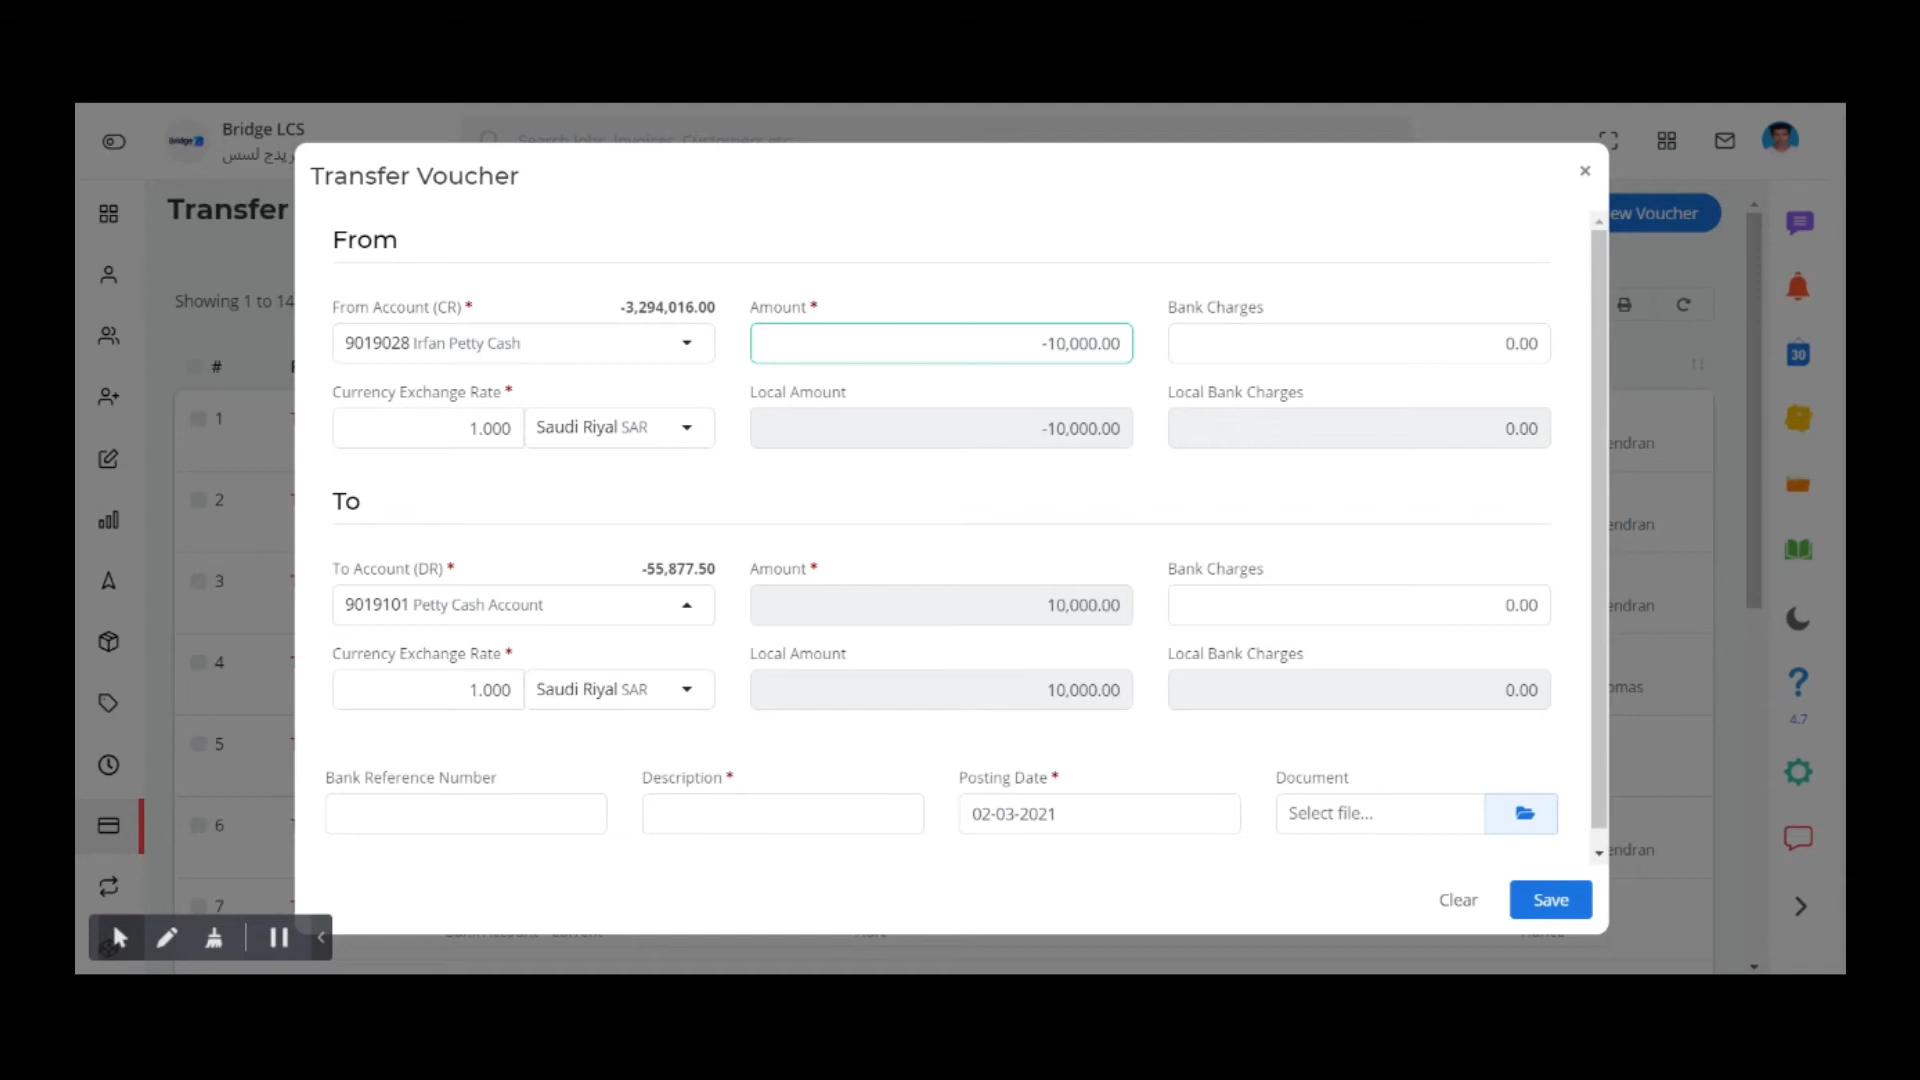 Bridge LCS
Search Jobs, Invoices, Customers etc
Transfer Voucher
×
Transfer
ew Voucher
From
Showing 1 to 14
From Account (CR) * -3,294,016.00 Amount * Bank Charges
9019028 Irfan Petty Cash -10,000.00 0.00
Currency Exchange Rate * Local Amount Local Bank Charges
1.000 Saudi Riyal SAR -10,000.00 0.00
#
1
endran
2
endran
To
To Account (DR) * -55,877.50 Amount * Bank Charges
9019101 Petty Cash Account 10,000.00 0.00
3
endran
Currency Exchange Rate * Local Amount Local Bank Charges
1.000 Saudi Riyal SAR 10,000.00 0.00
4
omas
5
Bank Reference Number Description * Posting Date * Document
02-03-2021 Select file...
6
endran
Clear Save
7
30
4.7